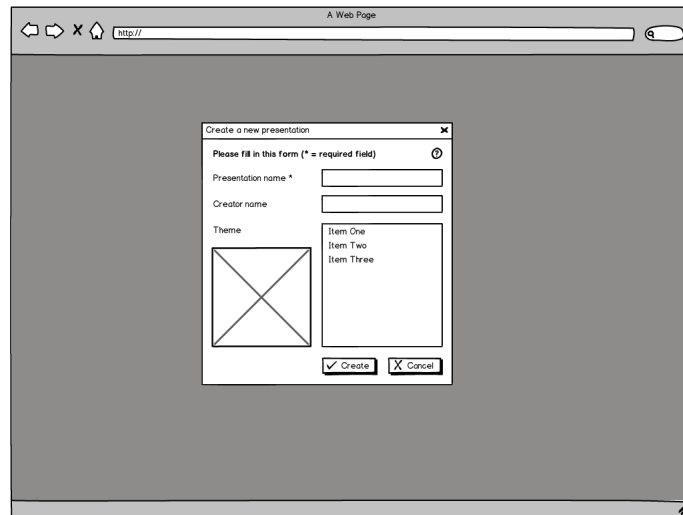 A Web Page
http://
Create a new presentation
Please fill in this form (* = required field)
Presentation name *
Creator name
Theme
Item One
Item Two
Item Three
Create
Cancel